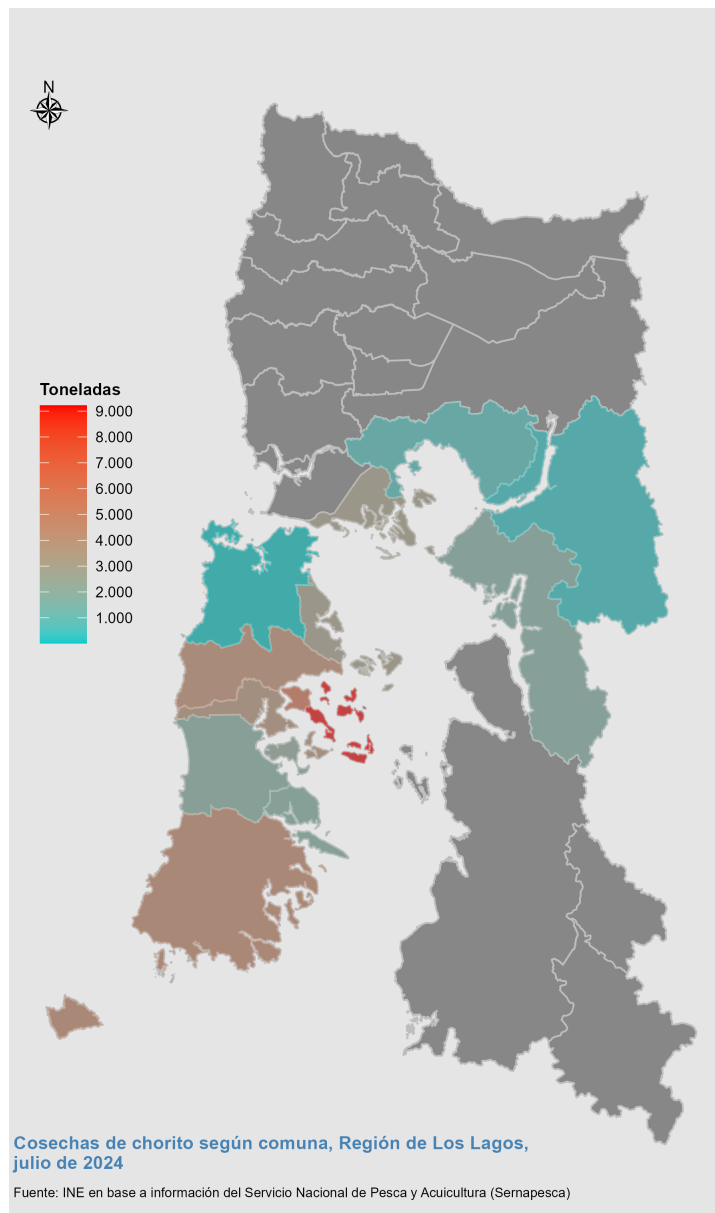 N
Toneladas
9.000
8.000
7.000
6.000
5.000
4.000
3.000
2.000
1.000
Cosechas de chorito según comuna, Región de Los Lagos,
julio de 2024
Fuente: INE en base a información del Servicio Nacional de Pesca y Acuicultura (Sernapesca)